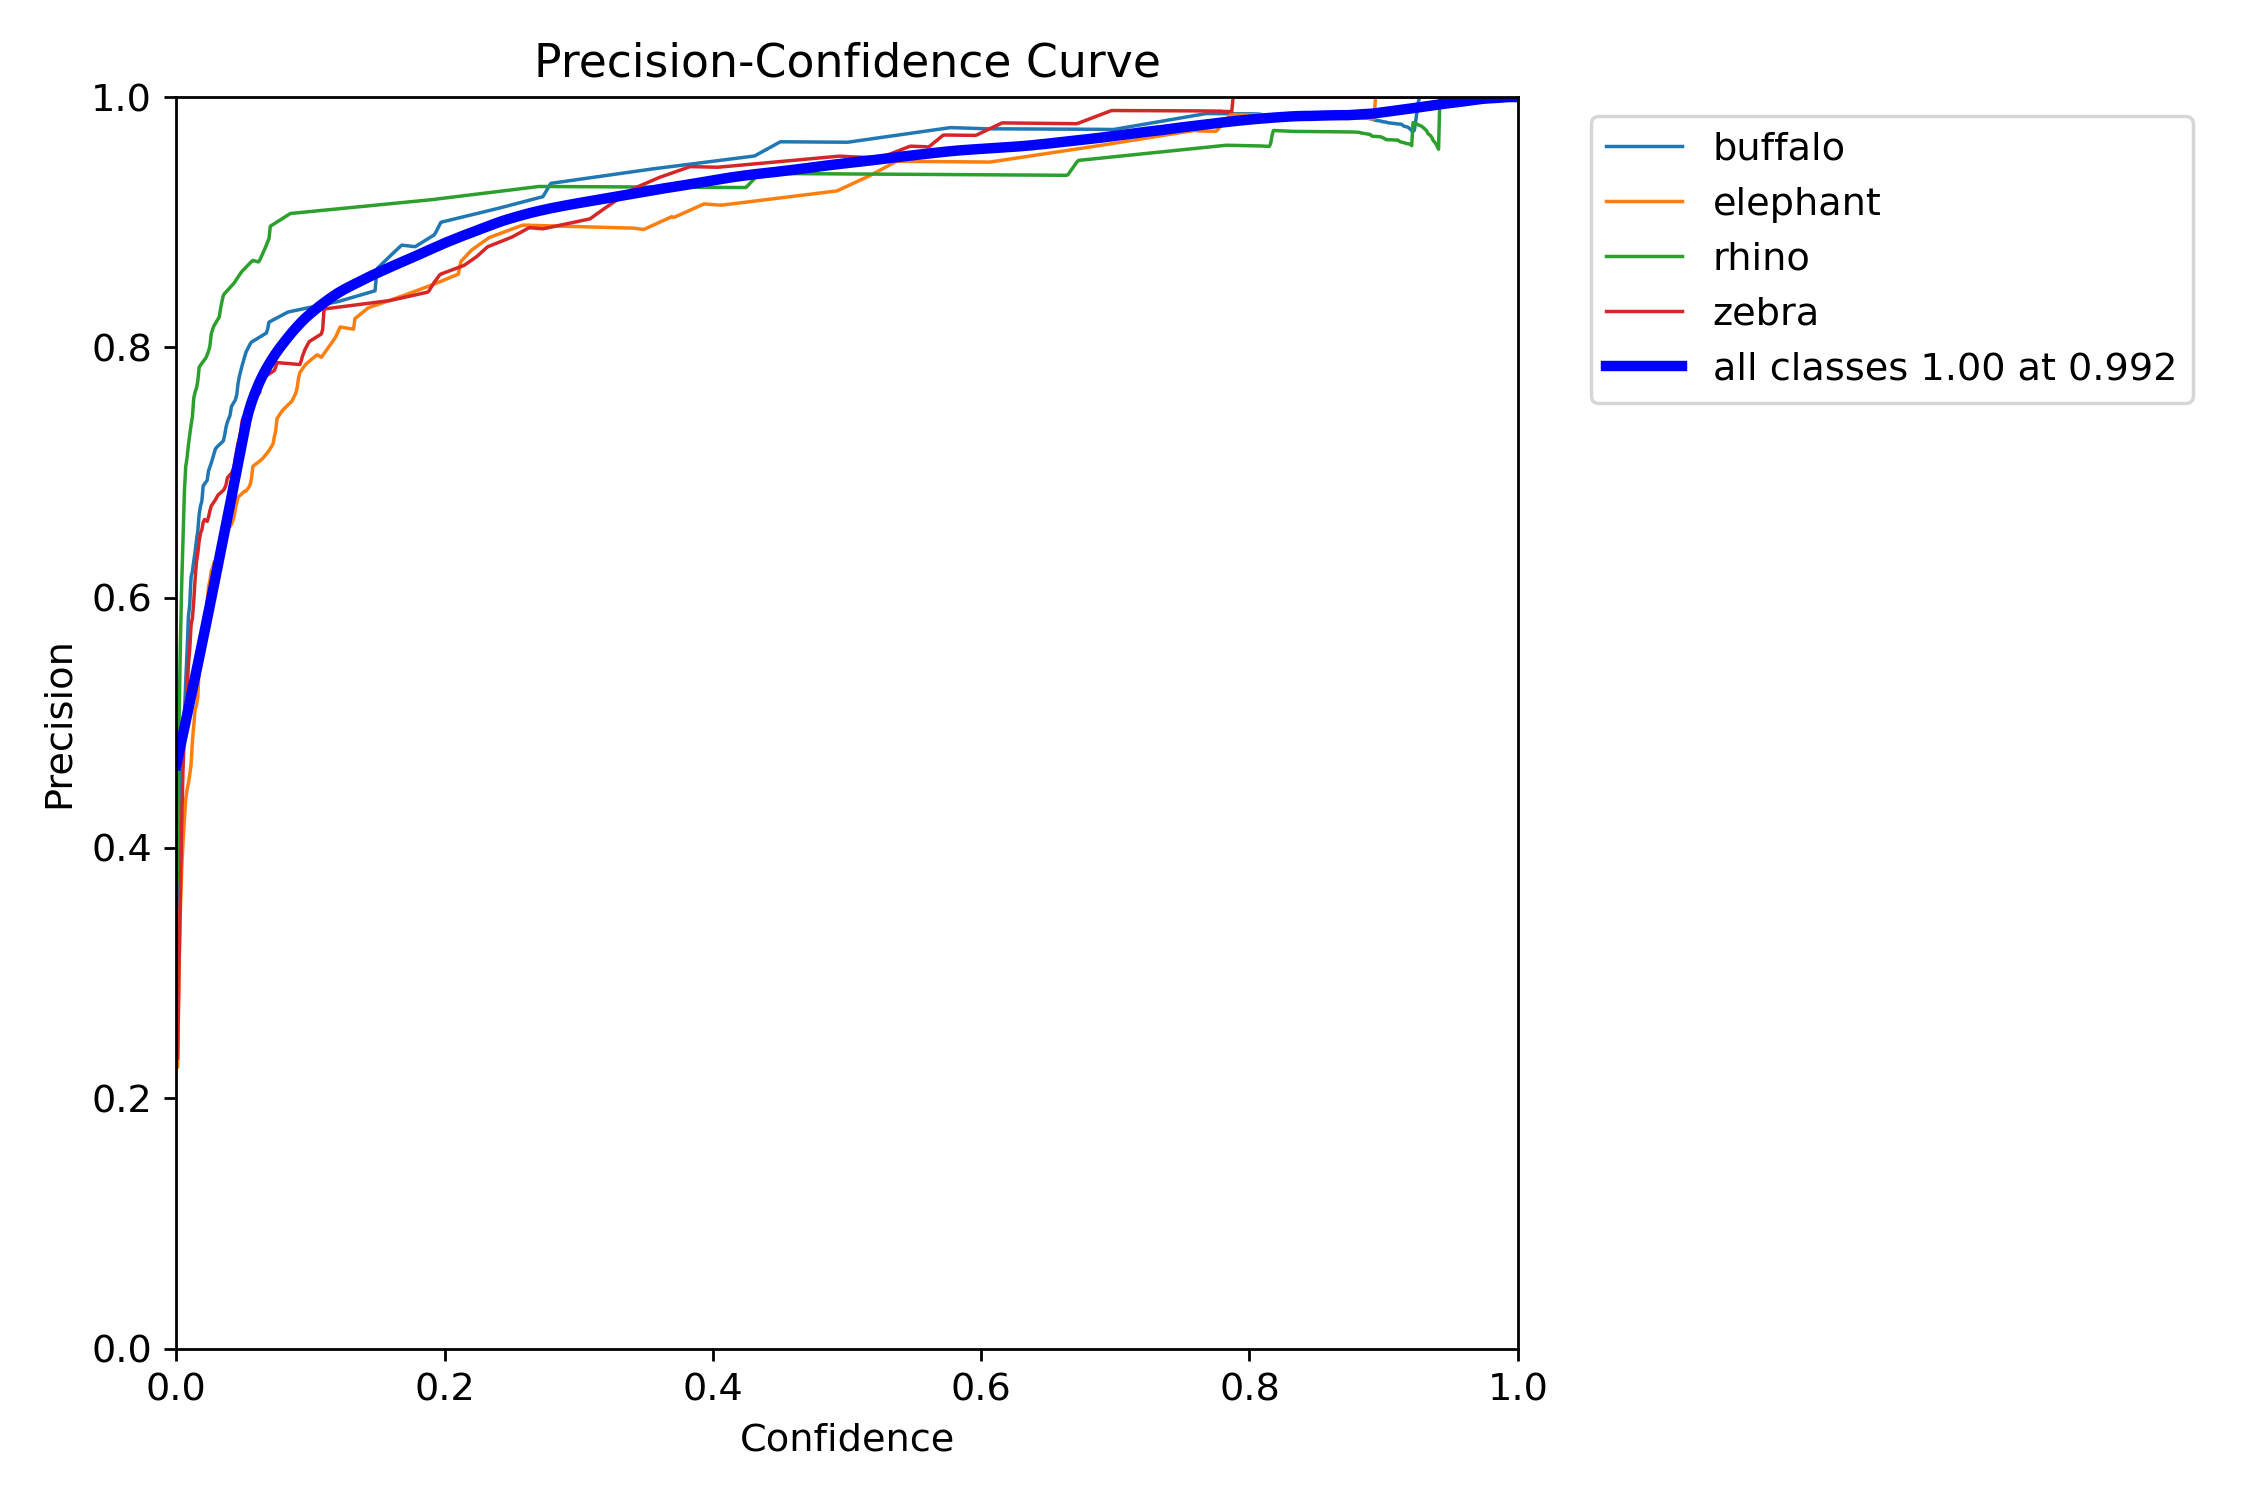 Precision-Confidence Curve
1.0
0.8
0.6
0.4
0.2
0.0
Precision
0.0 0.2 0.4 0.6 0.8 1.0
Confidence
buffalo
elephant
rhino
zebra
all classes 1.00 at 0.992